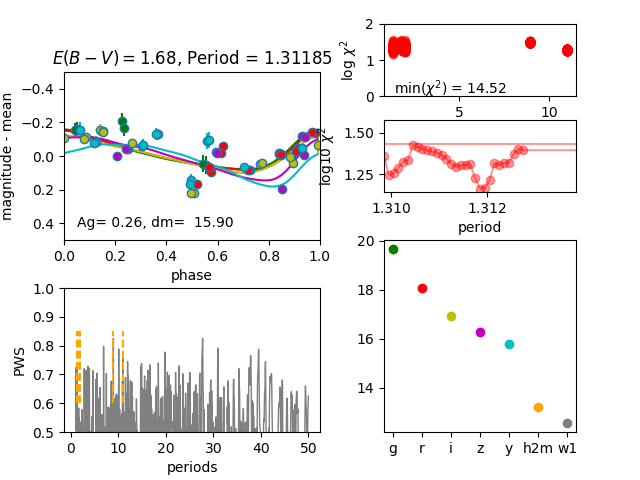 E(B − V) = 1.68, Period = 1.31185
magnitude - mean
−0.4
−0.2
0.0
0.2
0.4
Ag= 0.26, dm=  15.90
0.0 0.2 0.4 0.6 0.8 1.0
phase
log χ²
2
1
0
min(χ²) = 14.52
5 10
log10 χ²
1.50
1.25
1.310 1.312
period
PWS
1.0
0.9
0.8
0.7
0.6
0.5
0 10 20 30 40 50
periods
20
18
16
14
g r i z y h2m w1